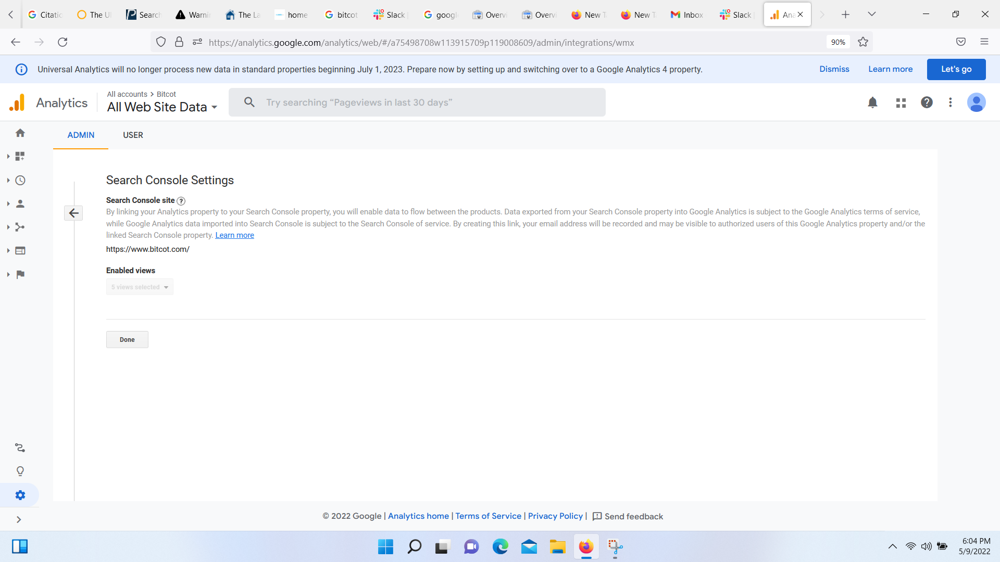 Citatic
The Ul
Search
Warnin
The La
home
bitcot
Slack
googl
Overvi
Overvi
New T
New T
Inbox
Slack
Ana
https://analytics.google.com/analytics/web/#/a75498708w113915709p119008609/admin/integrations/wmx
90%
Universal Analytics will no longer process new data in standard properties beginning July 1, 2023. Prepare now by setting up and switching over to a Google Analytics 4 property.
Dismiss
Learn more
Let's go
Analytics
All accounts > Bitcot
All Web Site Data
Try searching “Pageviews in last 30 days”
ADMIN
USER
Search Console Settings
Search Console site ?
By linking your Analytics property to your Search Console property, you will enable data to flow between the products. Data exported from your Search Console property into Google Analytics is subject to the Google Analytics terms of service,
while Google Analytics data imported into Search Console is subject to the Search Console of service. By creating this link, your email address will be recorded and may be visible to authorized users of this Google Analytics property and/or the
linked Search Console property. Learn more
https://www.bitcot.com/
Enabled views
5 views selected
Done
© 2022 Google | Analytics home | Terms of Service | Privacy Policy | Send feedback
6:04 PM
5/9/2022